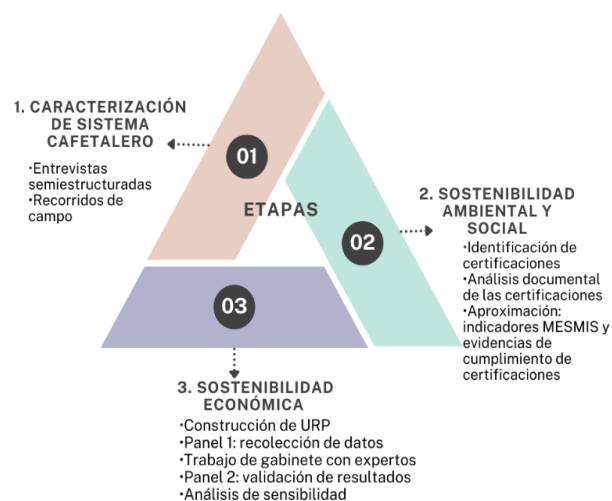 1. CARACTERIZACIÓN
DE SISTEMA
CAFETALERO
•Entrevistas
semiestructuradas
•Recorridos de
campo
01
ETAPAS
02
2. SOSTENIBILIDAD
AMBIENTAL Y
SOCIAL
•Identificación de
certificaciones
•Análisis documental
de las certificaciones
•Aproximación:
indicadores MESMIS y
evidencias de
cumplimiento de
certificaciones
03
3. SOSTENIBILIDAD
ECONÓMICA
•Construcción de URP
•Panel 1: recolección de datos
•Trabajo de gabinete con expertos
•Panel 2: validación de resultados
•Análisis de sensibilidad